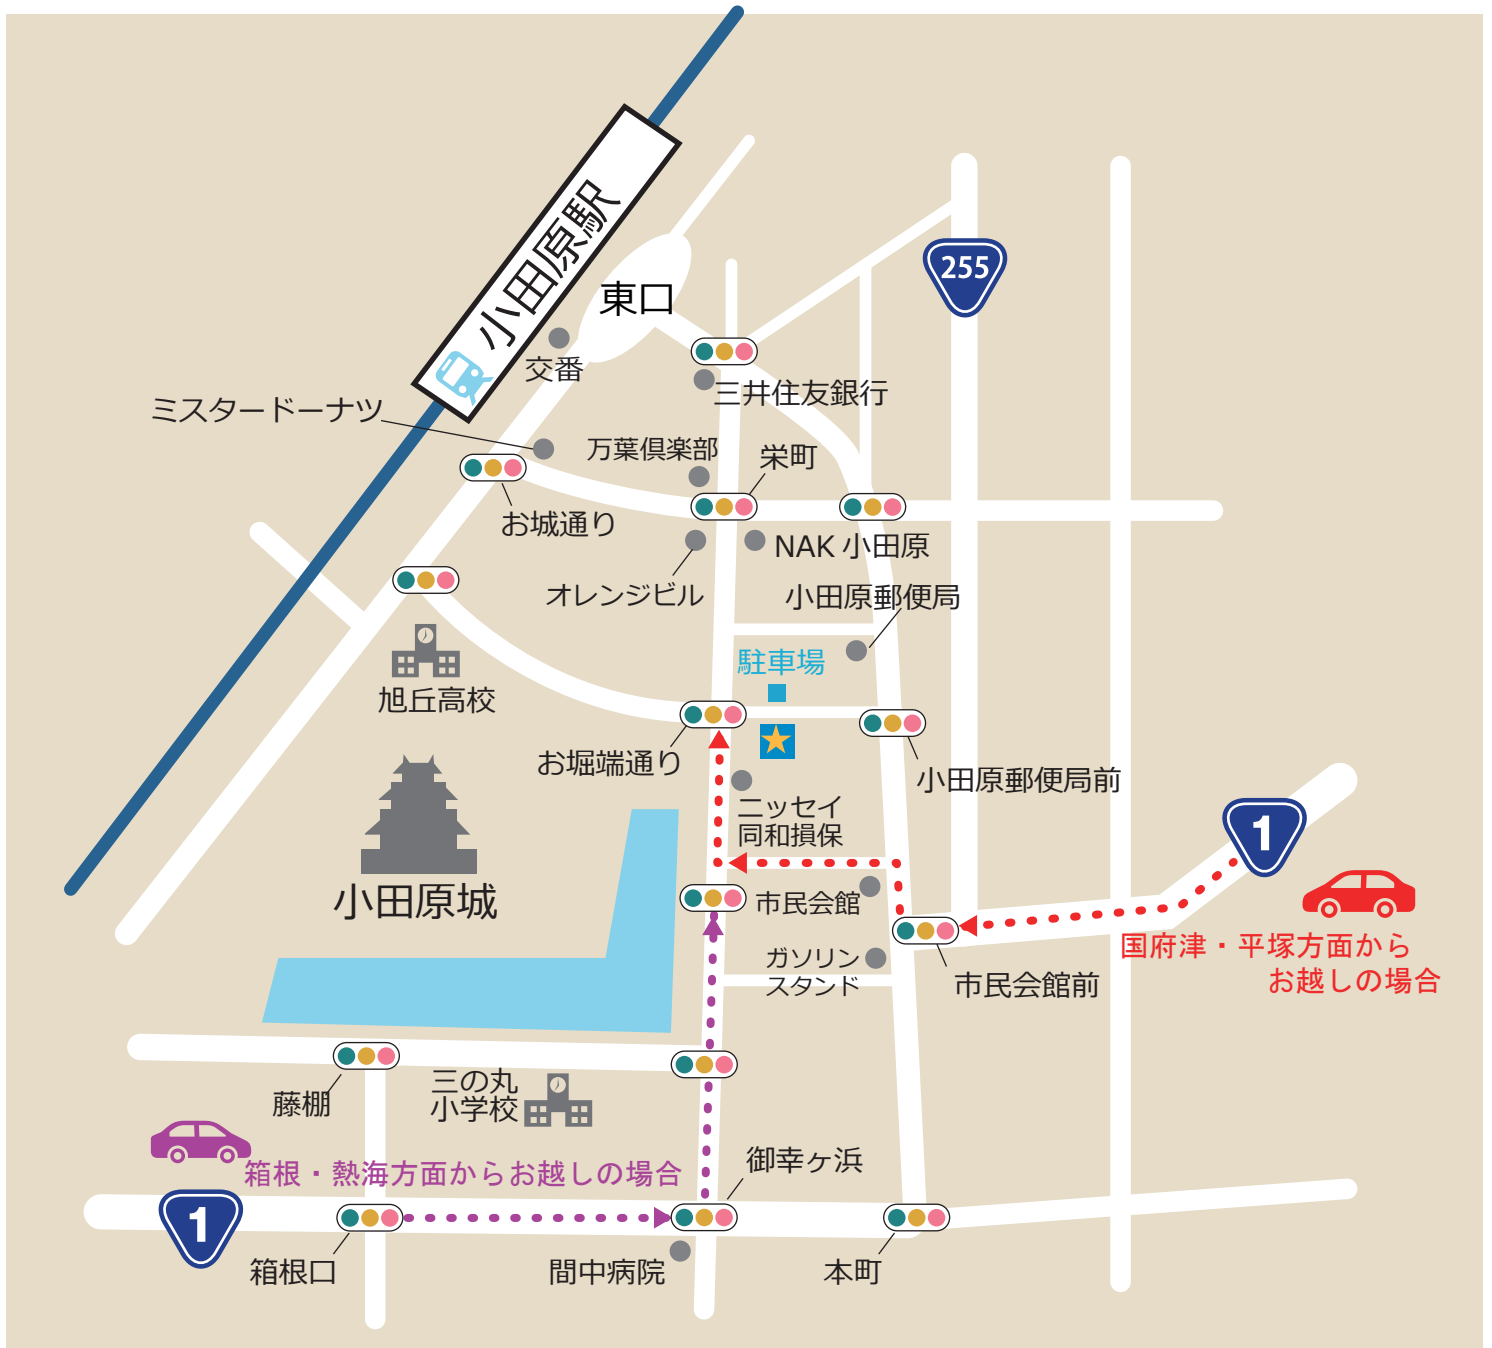 小田原駅
東口
255
交番
三井住友銀行
ミスタードーナツ
万葉倶楽部
栄町
お城通り
NAK 小田原
オレンジビル
小田原郵便局
駐車場
旭丘高校
お堀端通り
小田原郵便局前
ニッセイ
同和損保
1
小田原城
市民会館
国府津・平塚方面から
お越しの場合
ガソリン
スタンド
市民会館前
三の丸
小学校
藤棚
箱根・熱海方面からお越しの場合
御幸ヶ浜
1
箱根口
間中病院
本町